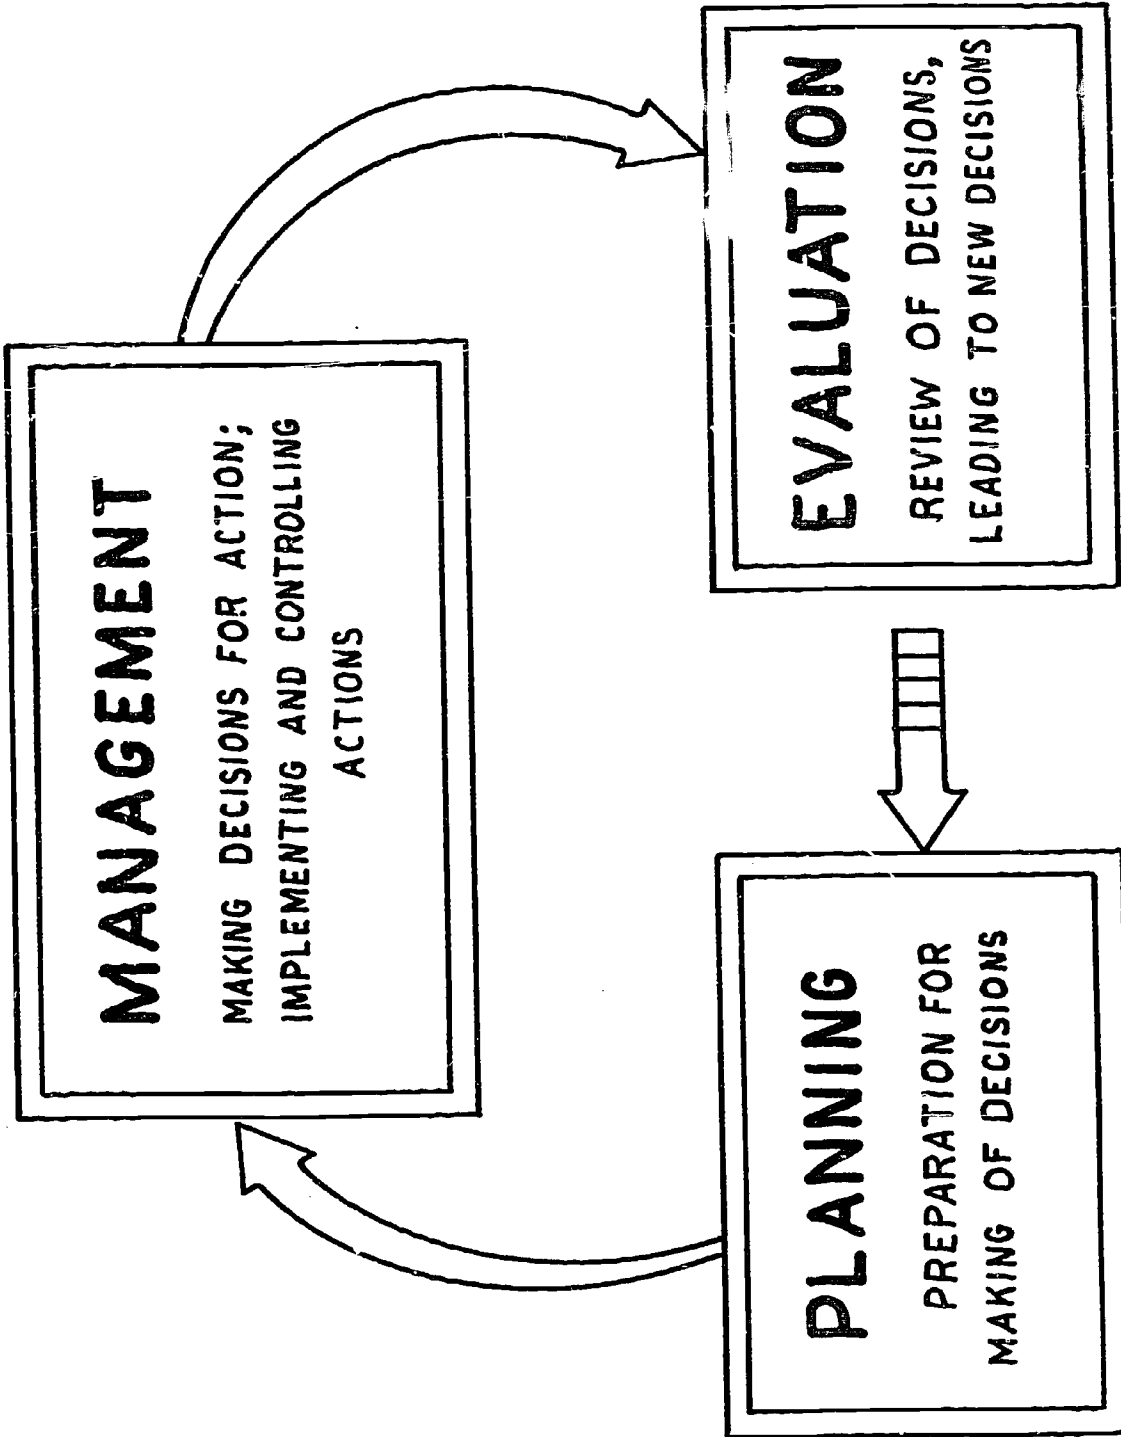 MANAGEMENT
MAKING DECISIONS FOR ACTION;
IMPLEMENTING AND CONTROLLING
ACTIONS
PLANNING
PREPARATION FOR
MAKING OF DECISIONS
EVALUATION
REVIEW OF DECISIONS,
LEADING TO NEW DECISIONS